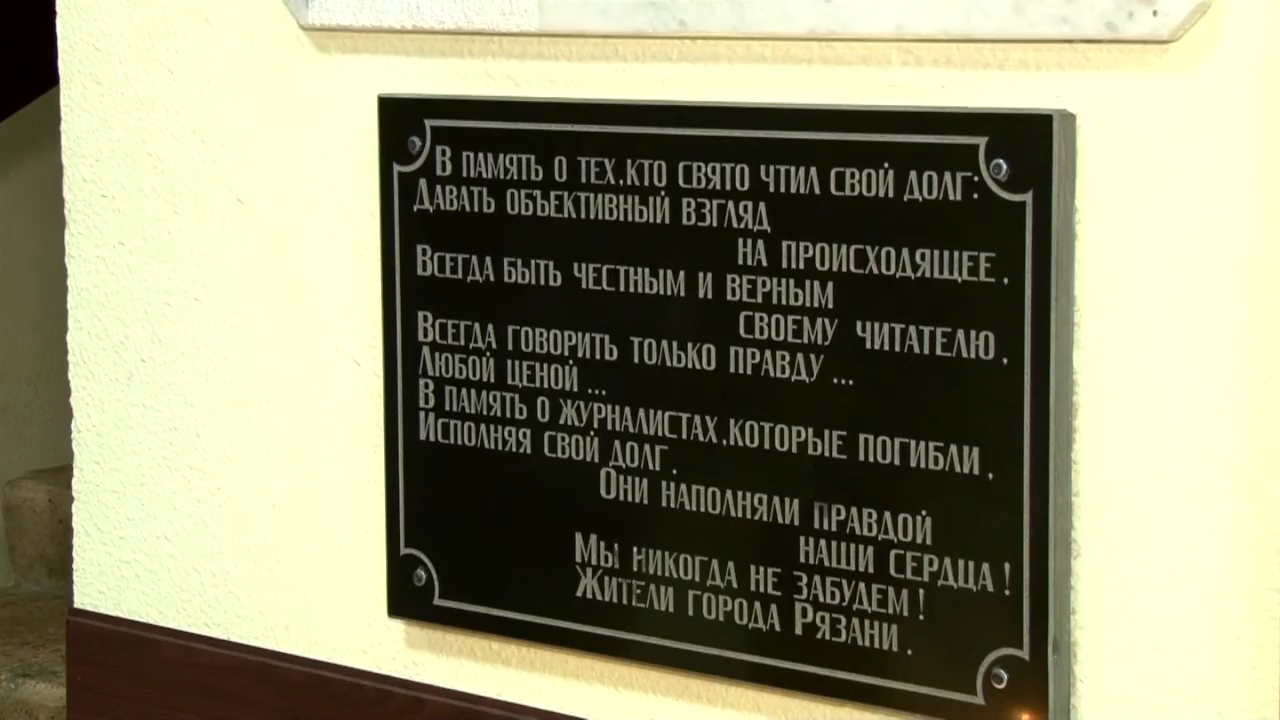 В ПАМЯТЬ О ТЕХ,КТО СВЯТО ЧТИЛ СВОЙ ДОЛГ:
ДАВАТЬ ОБЪЕКТИВНЫЙ ВЗГЛЯД
НА ПРОИСХОДЯЩЕЕ,
ВСЕГДА БЫТЬ ЧЕСТНЫМ И ВЕРНЫМ
СВОЕМУ ЧИТАТЕЛЮ,
ВСЕГДА ГОВОРИТЬ ТОЛЬКО ПРАВДУ...
ЛЮБОЙ ЦЕНОЙ...
В ПАМЯТЬ О ЖУРНАЛИСТАХ,КОТОРЫЕ ПОГИБЛИ,
ИСПОЛНЯЯ СВОЙ ДОЛГ.
ОНИ НАПОЛНЯЛИ ПРАВДОЙ
НАШИ СЕРДЦА!
МЫ НИКОГДА НЕ ЗАБУДЕМ!
ЖИТЕЛИ ГОРОДА РЯЗАНИ.